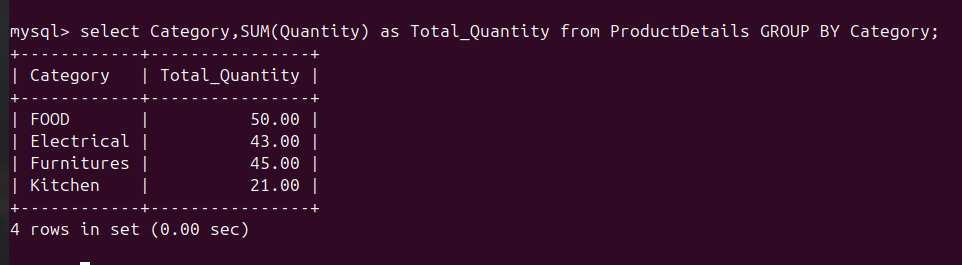 mysql> select Category,SUM(Quantity) as Total_Quantity from ProductDetails GROUP BY Category;
+------------+----------------+
| Category   | Total_Quantity |
+------------+----------------+
| FOOD       |          50.00 |
| Electrical |          43.00 |
| Furnitures |          45.00 |
| Kitchen    |          21.00 |
+------------+----------------+
4 rows in set (0.00 sec)